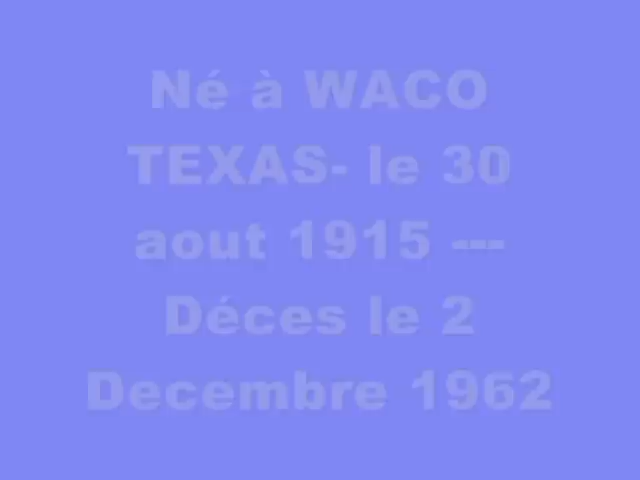 Né à WACO
TEXAS- le 30
aout 1915 ---
Déces le 2
Decembre 1962